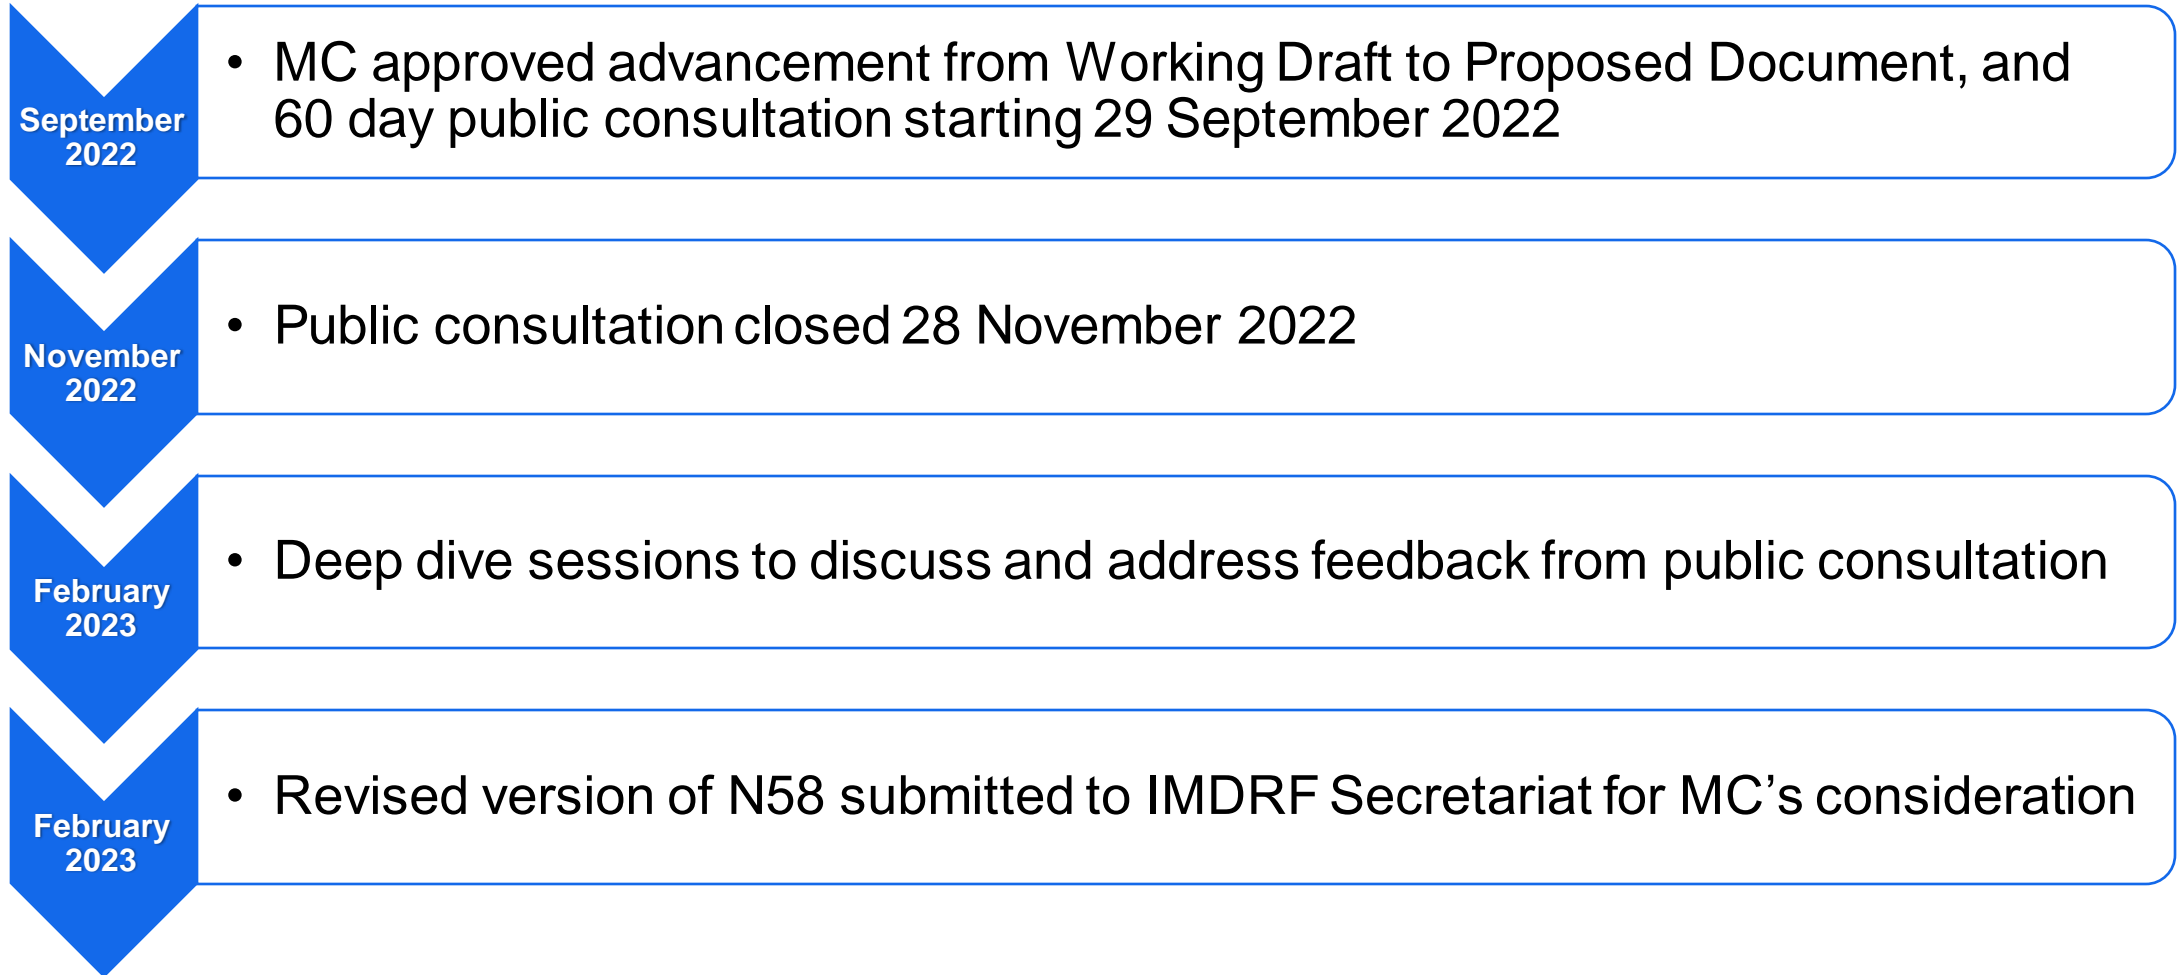 September
2022
• MC approved advancement from Working Draft to Proposed Document, and
60 day public consultation starting 29 September 2022
November
2022
• Public consultation closed 28 November 2022
February
2023
• Deep dive sessions to discuss and address feedback from public consultation
February
2023
• Revised version of N58 submitted to IMDRF Secretariat for MC’s consideration